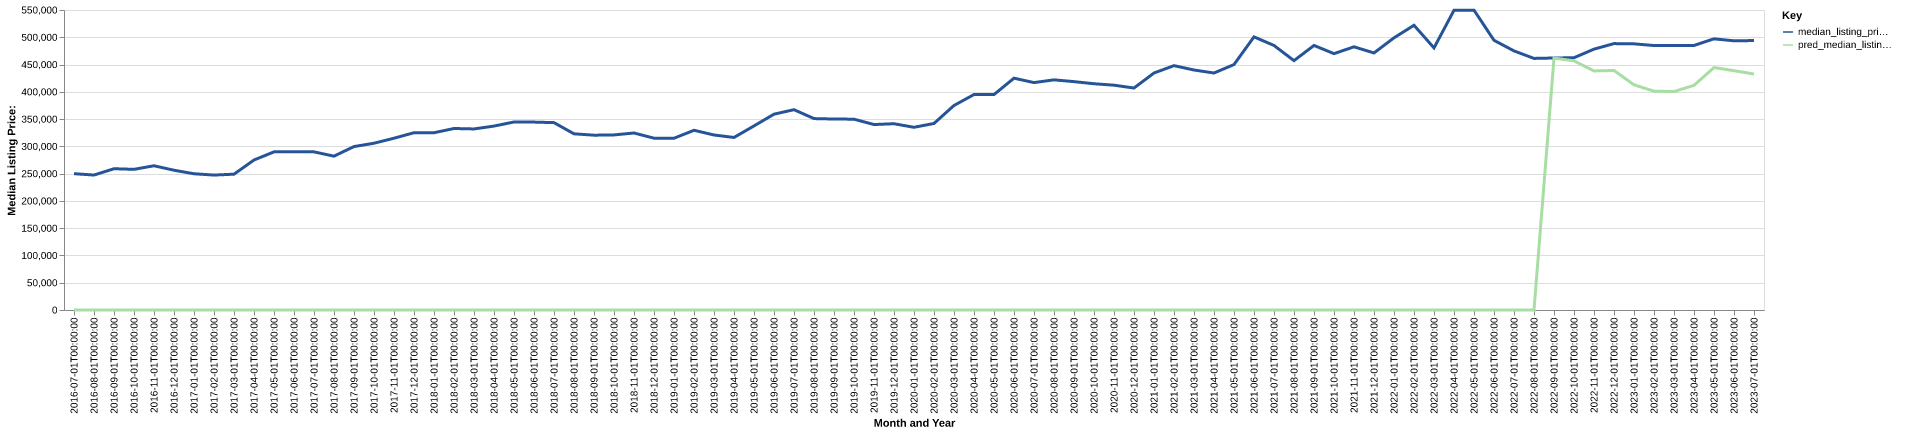 550,000
500,000
450,000
400,000
350,000
300,000
250,000
200,000
150,000
100,000
50,000
0
Median Listing Price:
2016-07-01T00:00:00
2016-08-01T00:00:00
2016-09-01T00:00:00
2016-10-01T00:00:00
2016-11-01T00:00:00
2016-12-01T00:00:00
2017-01-01T00:00:00
2017-02-01T00:00:00
2017-03-01T00:00:00
2017-04-01T00:00:00
2017-05-01T00:00:00
2017-06-01T00:00:00
2017-07-01T00:00:00
2017-08-01T00:00:00
2017-09-01T00:00:00
2017-10-01T00:00:00
2017-11-01T00:00:00
2017-12-01T00:00:00
2018-01-01T00:00:00
2018-02-01T00:00:00
2018-03-01T00:00:00
2018-04-01T00:00:00
2018-05-01T00:00:00
2018-06-01T00:00:00
2018-07-01T00:00:00
2018-08-01T00:00:00
2018-09-01T00:00:00
2018-10-01T00:00:00
2018-11-01T00:00:00
2018-12-01T00:00:00
2019-01-01T00:00:00
2019-02-01T00:00:00
2019-03-01T00:00:00
2019-04-01T00:00:00
2019-05-01T00:00:00
2019-06-01T00:00:00
2019-07-01T00:00:00
2019-08-01T00:00:00
2019-09-01T00:00:00
2019-10-01T00:00:00
2019-11-01T00:00:00
2019-12-01T00:00:00
2020-01-01T00:00:00
2020-02-01T00:00:00
2020-03-01T00:00:00
2020-04-01T00:00:00
2020-05-01T00:00:00
2020-06-01T00:00:00
2020-07-01T00:00:00
2020-08-01T00:00:00
2020-09-01T00:00:00
2020-10-01T00:00:00
2020-11-01T00:00:00
2020-12-01T00:00:00
2021-01-01T00:00:00
2021-02-01T00:00:00
2021-03-01T00:00:00
2021-04-01T00:00:00
2021-05-01T00:00:00
2021-06-01T00:00:00
2021-07-01T00:00:00
2021-08-01T00:00:00
2021-09-01T00:00:00
2021-10-01T00:00:00
2021-11-01T00:00:00
2021-12-01T00:00:00
2022-01-01T00:00:00
2022-02-01T00:00:00
2022-03-01T00:00:00
2022-04-01T00:00:00
2022-05-01T00:00:00
2022-06-01T00:00:00
2022-07-01T00:00:00
2022-08-01T00:00:00
2022-09-01T00:00:00
2022-10-01T00:00:00
2022-11-01T00:00:00
2022-12-01T00:00:00
2023-01-01T00:00:00
2023-02-01T00:00:00
2023-03-01T00:00:00
2023-04-01T00:00:00
2023-05-01T00:00:00
2023-06-01T00:00:00
2023-07-01T00:00:00
Month and Year
Key
median_listing_pri…
pred_median_listin…